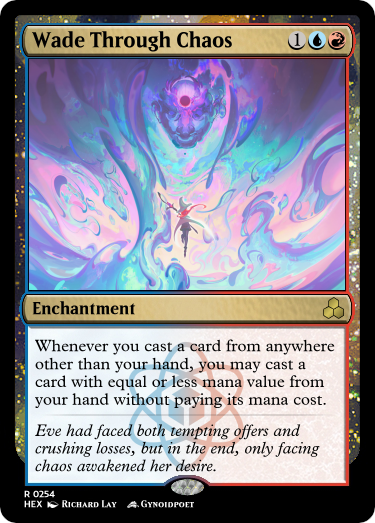 Wade Through Chaos 1
Enchantment
Whenever you cast a card from anywhere
other than your hand, you may cast a
card with equal or less mana value from
your hand without paying its mana cost.
Eve had faced both tempting offers and
crushing losses, but in the end, only facing
chaos awakened her desire.
R 0254
HEX Richard Lay Gynoidpoet